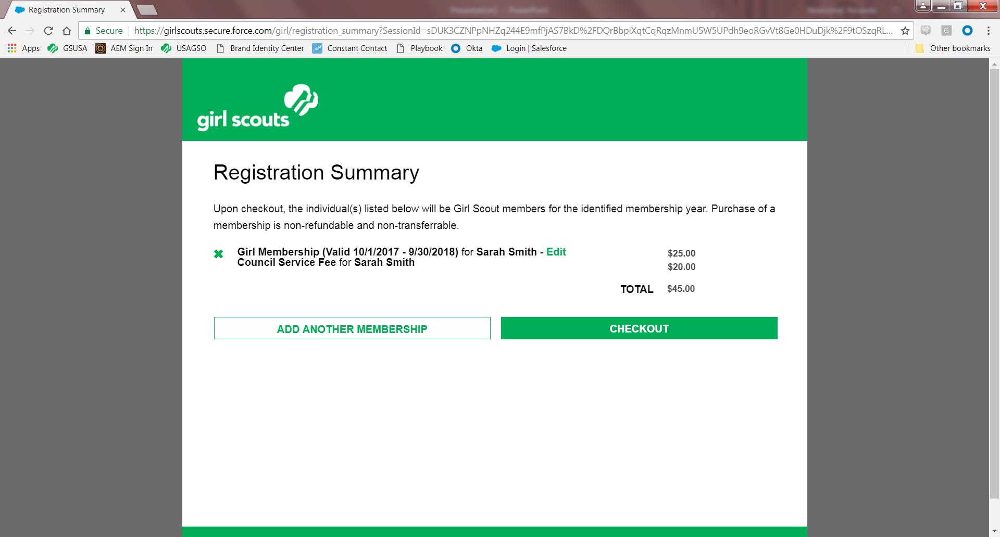 Registration Summary
Presentation1 - PowerPoint
Secure
https://girlscouts.secure.force.com/girl/registration_summary?SessionId=sDUK3CZNPpNHZq244E9mfPjAS7BkD%2FDQrBbpiXqtCqRqzMnmU5W5UPdh9eoRGvVt8Ge0HDuDjk%2F9tOSzqRL...
G
Apps GSUSA AEM Sign In USAGSO Brand Identity Center Constant Contact Playbook Okta Login | Salesforce Other bookmarks
girl scouts
Registration Summary
Upon checkout, the individual(s) listed below will be Girl Scout members for the identified membership year. Purchase of a
membership is non-refundable and non-transferrable.
Girl Membership (Valid 10/1/2017 - 9/30/2018) for Sarah Smith - Edit $25.00
Council Service Fee for Sarah Smith $20.00
TOTAL $45.00
ADD ANOTHER MEMBERSHIP CHECKOUT